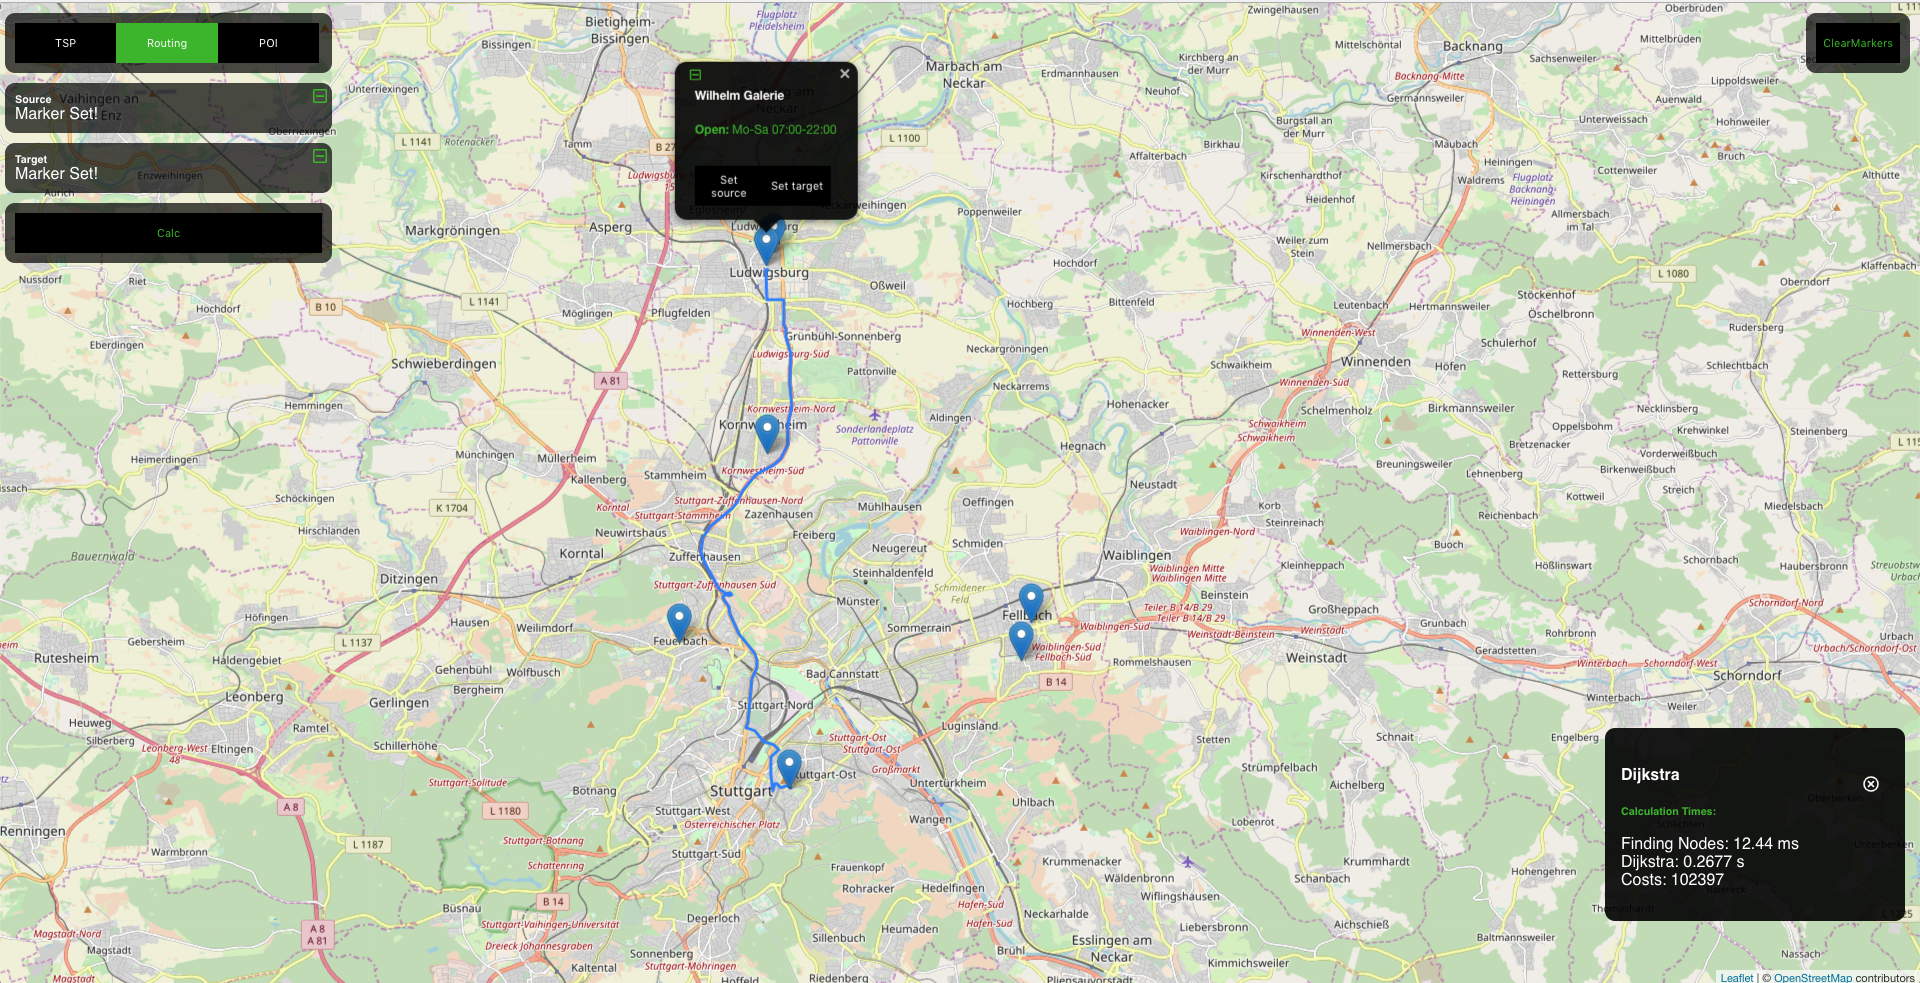 TSP
Routing
POI
Source
Marker Set!
Target
Marker Set!
Calc
ClearMarkers
Wilhelm Galerie
Open: Mo-Sa 07:00-22:00
Set
source
Set target
Dijkstra
Calculation Times:
Finding Nodes: 12.44 ms
Dijkstra: 0.2677 s
Costs: 102397
Flugplatz
Pleidelsheim
Zwingelhausen
Oberbrüden
Bietigheim-
Bissingen
Bissingen
Mittelschöntal
Mittelbrüden
Backnang
Sachsenweiler
Kirchberg an
der Murr
Marbach am
Neckar
Erdmannhausen
Backnang-Mitte
Lippoldsweiler
Unterriexingen
Vaihingen an
Enz
Neuhof
Germannsweiler
Auenwald
Oberriexingen
Burgstall an
der Murr
Unterweissach
Hohnweiler
L 1141
Rotenacker
Tamm
B 27
L 1100
Birkhau
Maubach
Cottenweiler
Bruch
Affalterbach
Heiningen
Enzweihingen
Kirschenhardthof
Waldrems
Flugplatz
Backnang-
Heiningen
Althütte
Aurich
Heidenhof
Poppenweiler
Allmersbach
im Tal
Markgröningen
Asperg
Weiler zum
Stein
Nellmersbach
Hochdorf
Ludwigsburg
Nussdorf
Riet
Oßweil
L 1080
Klaffenbach
Oberndorf
L 1141
B 10
Hochdorf
Möglingen
Pflugfelden
Hochberg
Bittenfeld
Leutenbach
Hertmannsweiler
Stöckenhof
Öschelbronn
Rudersberg
Eberdingen
Grünbühl-Sonnenberg
Winnenden-West
Schulerhof
Ludwigsburg-Süd
Neckargröningen
Schwieberdingen
Pattonville
Schwaikheim
Winnenden
Höfen
Schlechtbach
A 81
Neckarrems
Winnenden-Süd
Rettersburg
Hemmingen
Kornwestheim-Nord
Aldingen
Hohenacker
Schelmenholz
Birkmannsweiler
Necklinsberg
Sonderlandeplatz
Pattonville
Schwaikheim
Schwaikheim
Oppelsbohm
Krehwinkel
Steinenberg
Hegnach
Bretzenacker
Vorderweißbuch
Heimerdingen
Münchingen
Müllerheim
Kallenberg
Stammheim
Kornwestheim-Süd
Breuningsweiler
Lehnenberg
Birkenweißbuch
Neustadt
Streich
Schöckingen
Korntal
Stuttgart-Zuffenhausen-Nord
Stuttgart-Stammheim
Zazenhausen
Mühlhausen
Oeffingen
Korb
Kottweil
Miedelsbach
K 1704
Steinreinach
Reichenbach
Hirschlanden
Neuwirtshaus
Freiberg
Waiblingen-Nord
Bauernwald
Korntal
Zuffenhausen
Neugereut
Schmiden
Waiblingen
Buoch
Schornbach
Steinhaldenfeld
Waiblingen Mitte
Waiblingen Mitte
Kleinheppach
Hößlinswart
Haubersbronn
Ditzingen
Stuttgart-Zuffenhausen Süd
Schmidener
Feld
Beinstein
Höfingen
Münster
Teiler B 14/B 29
Teiler B 14/B 29
Großheppach
Schorndorf-Nord
Hausen
Weilimdorf
Feuerbach
Sommerrain
Fellbach
Waiblingen-Süd
Weinstadt-Beinstein
Weinstadt
Grunbach
Rohrbronn
Gebersheim
L 1137
Waiblingen-Süd
Fellbach-Süd
Geradstetten
Rutesheim
Haldengebiet
Gehenbühl
Wolfbusch
Rommelshausen
Weinstadt
Winterbach
Schorndorf-West
Urbach
Urbach/Schorndorf-Ost
Bergheim
Bad Cannstatt
B 14
Schorndorf
Leonberg
Gerlingen
Stuttgart-Nord
Winterbach
Weiler
Heuweg
Silberberg
Ramtel
Luginsland
Leonberg-West
48
Eltingen
Schillerhöhe
Stuttgart-Ost
Stuttgart-Ost
Stetten
Schnait
Engelberg
Stuttgart-Solitude
Großmarkt
Strümpfelbach
Botnang
Stuttgart
Untertürkheim
Aichelberg
A 8
L 1180
Stuttgart-West
Uhlbach
Renningen
Österreichischer Platz
Wangen
Lobenrot
L 1187
Stuttgart-Botnang
Warmbronn
Schattenring
Stuttgart-Süd
Frauenkopf
Krummenacker
Krummhardt
Rohracker
Wäldenbronn
Schanbach
Hohengehren
B 14
Hedelfingen
Wiflingshausen
Büsnau
Degerloch
Hafen-Süd
Neckarhalde
Thomashardt
A 8
A 81
Stuttgart-Vaihingen-Universität
Heumaden
Hafen-Süd
Liebersbronn
Aichschieß
Magstadt-Nord
Magstadt
Dreieck Johannesgraben
Sillenbuch
Esslingen am
Neckar
Baltmannsweiler
Sonnenberg
Brühl
Kaltental
Stuttgart-Möhringen
Kimmichsweiler
Nassach
Magstadt
Hoffeld
Riedenberg
Pliensauvorstadt
Leaflet | © OpenStreetMap contributors